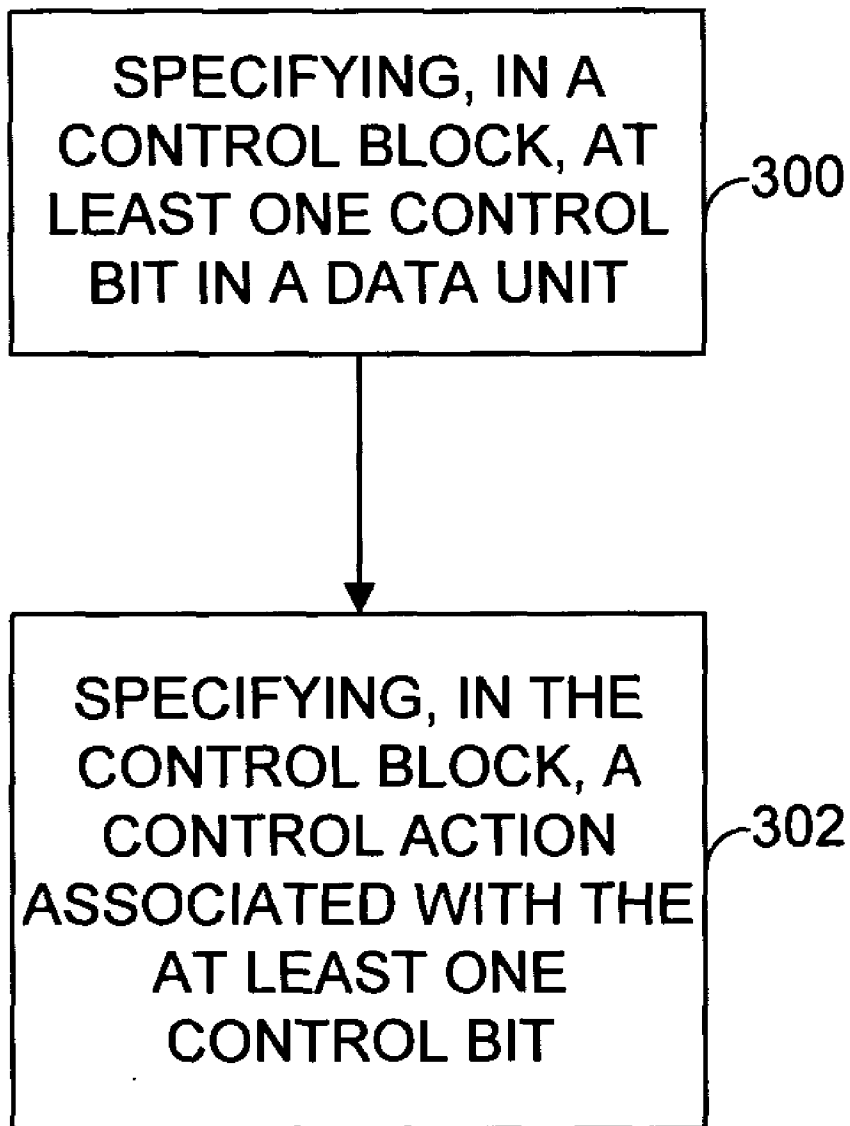 SPECIFYING, IN A
CONTROL BLOCK, AT
LEAST ONE CONTROL
BIT IN A DATA UNIT
300
SPECIFYING, IN THE
CONTROL BLOCK, A
CONTROL ACTION
ASSOCIATED WITH THE
AT LEAST ONE
CONTROL BIT
302